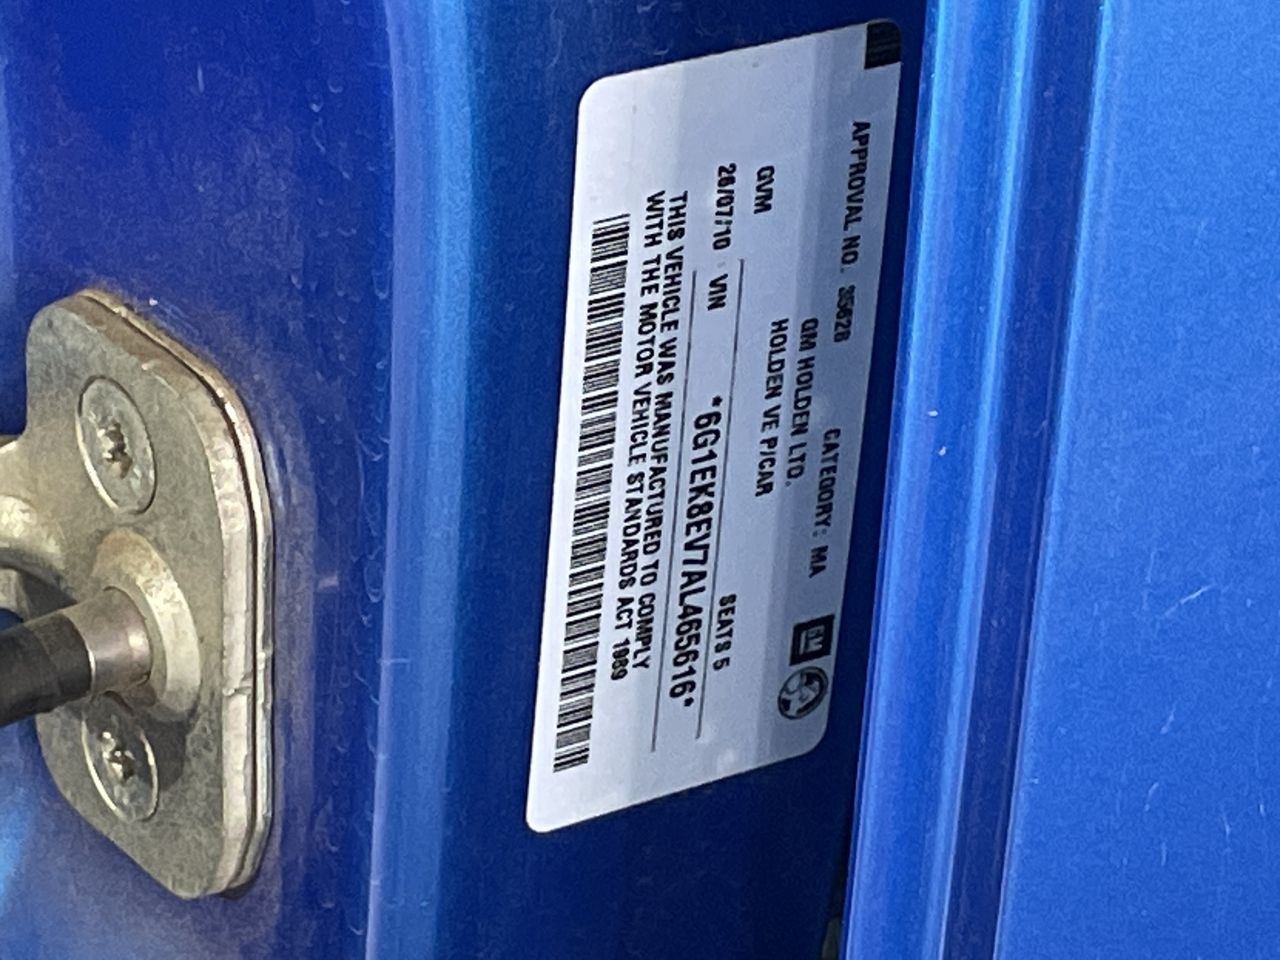 APPROVAL NO. 35628 CATEGORY: MA
GM HOLDEN LTD.
HOLDEN VE P/CAR
GM
GVM
SEATS 5
26/07/10 VIN *6G1EK8EV7AL465616*
THIS VEHICLE WAS MANUFACTURED TO COMPLY
WITH THE MOTOR VEHICLE STANDARDS ACT 1989